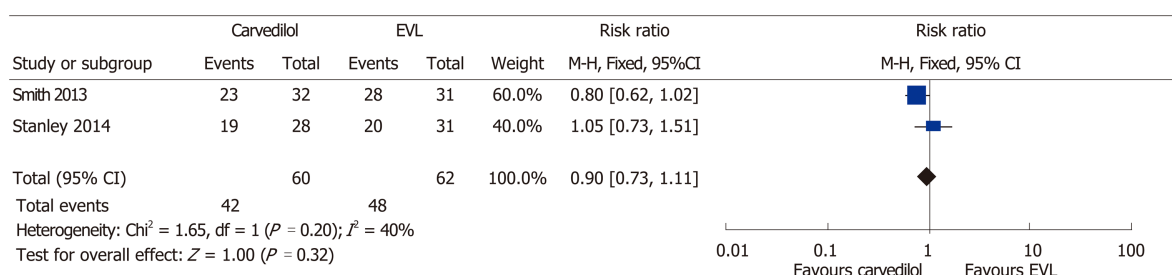 Carvedilol EVL Risk ratio Risk ratio
Study or subgroup Events Total Events Total Weight M-H, Fixed, 95%CI M-H, Fixed, 95% CI
Smith 2013 23 32 28 31 60.0% 0.80 [0.62, 1.02]
Stanley 2014 19 28 20 31 40.0% 1.05 [0.73, 1.51]
Total (95% CI) 60 62 100.0% 0.90 [0.73, 1.11]
Total events 42 48
Heterogeneity: Chi² = 1.65, df = 1 (P = 0.20); I² = 40%
Test for overall effect: Z = 1.00 (P = 0.32)
0.01 0.1 1 10 100
Favours carvedilol Favours EVL